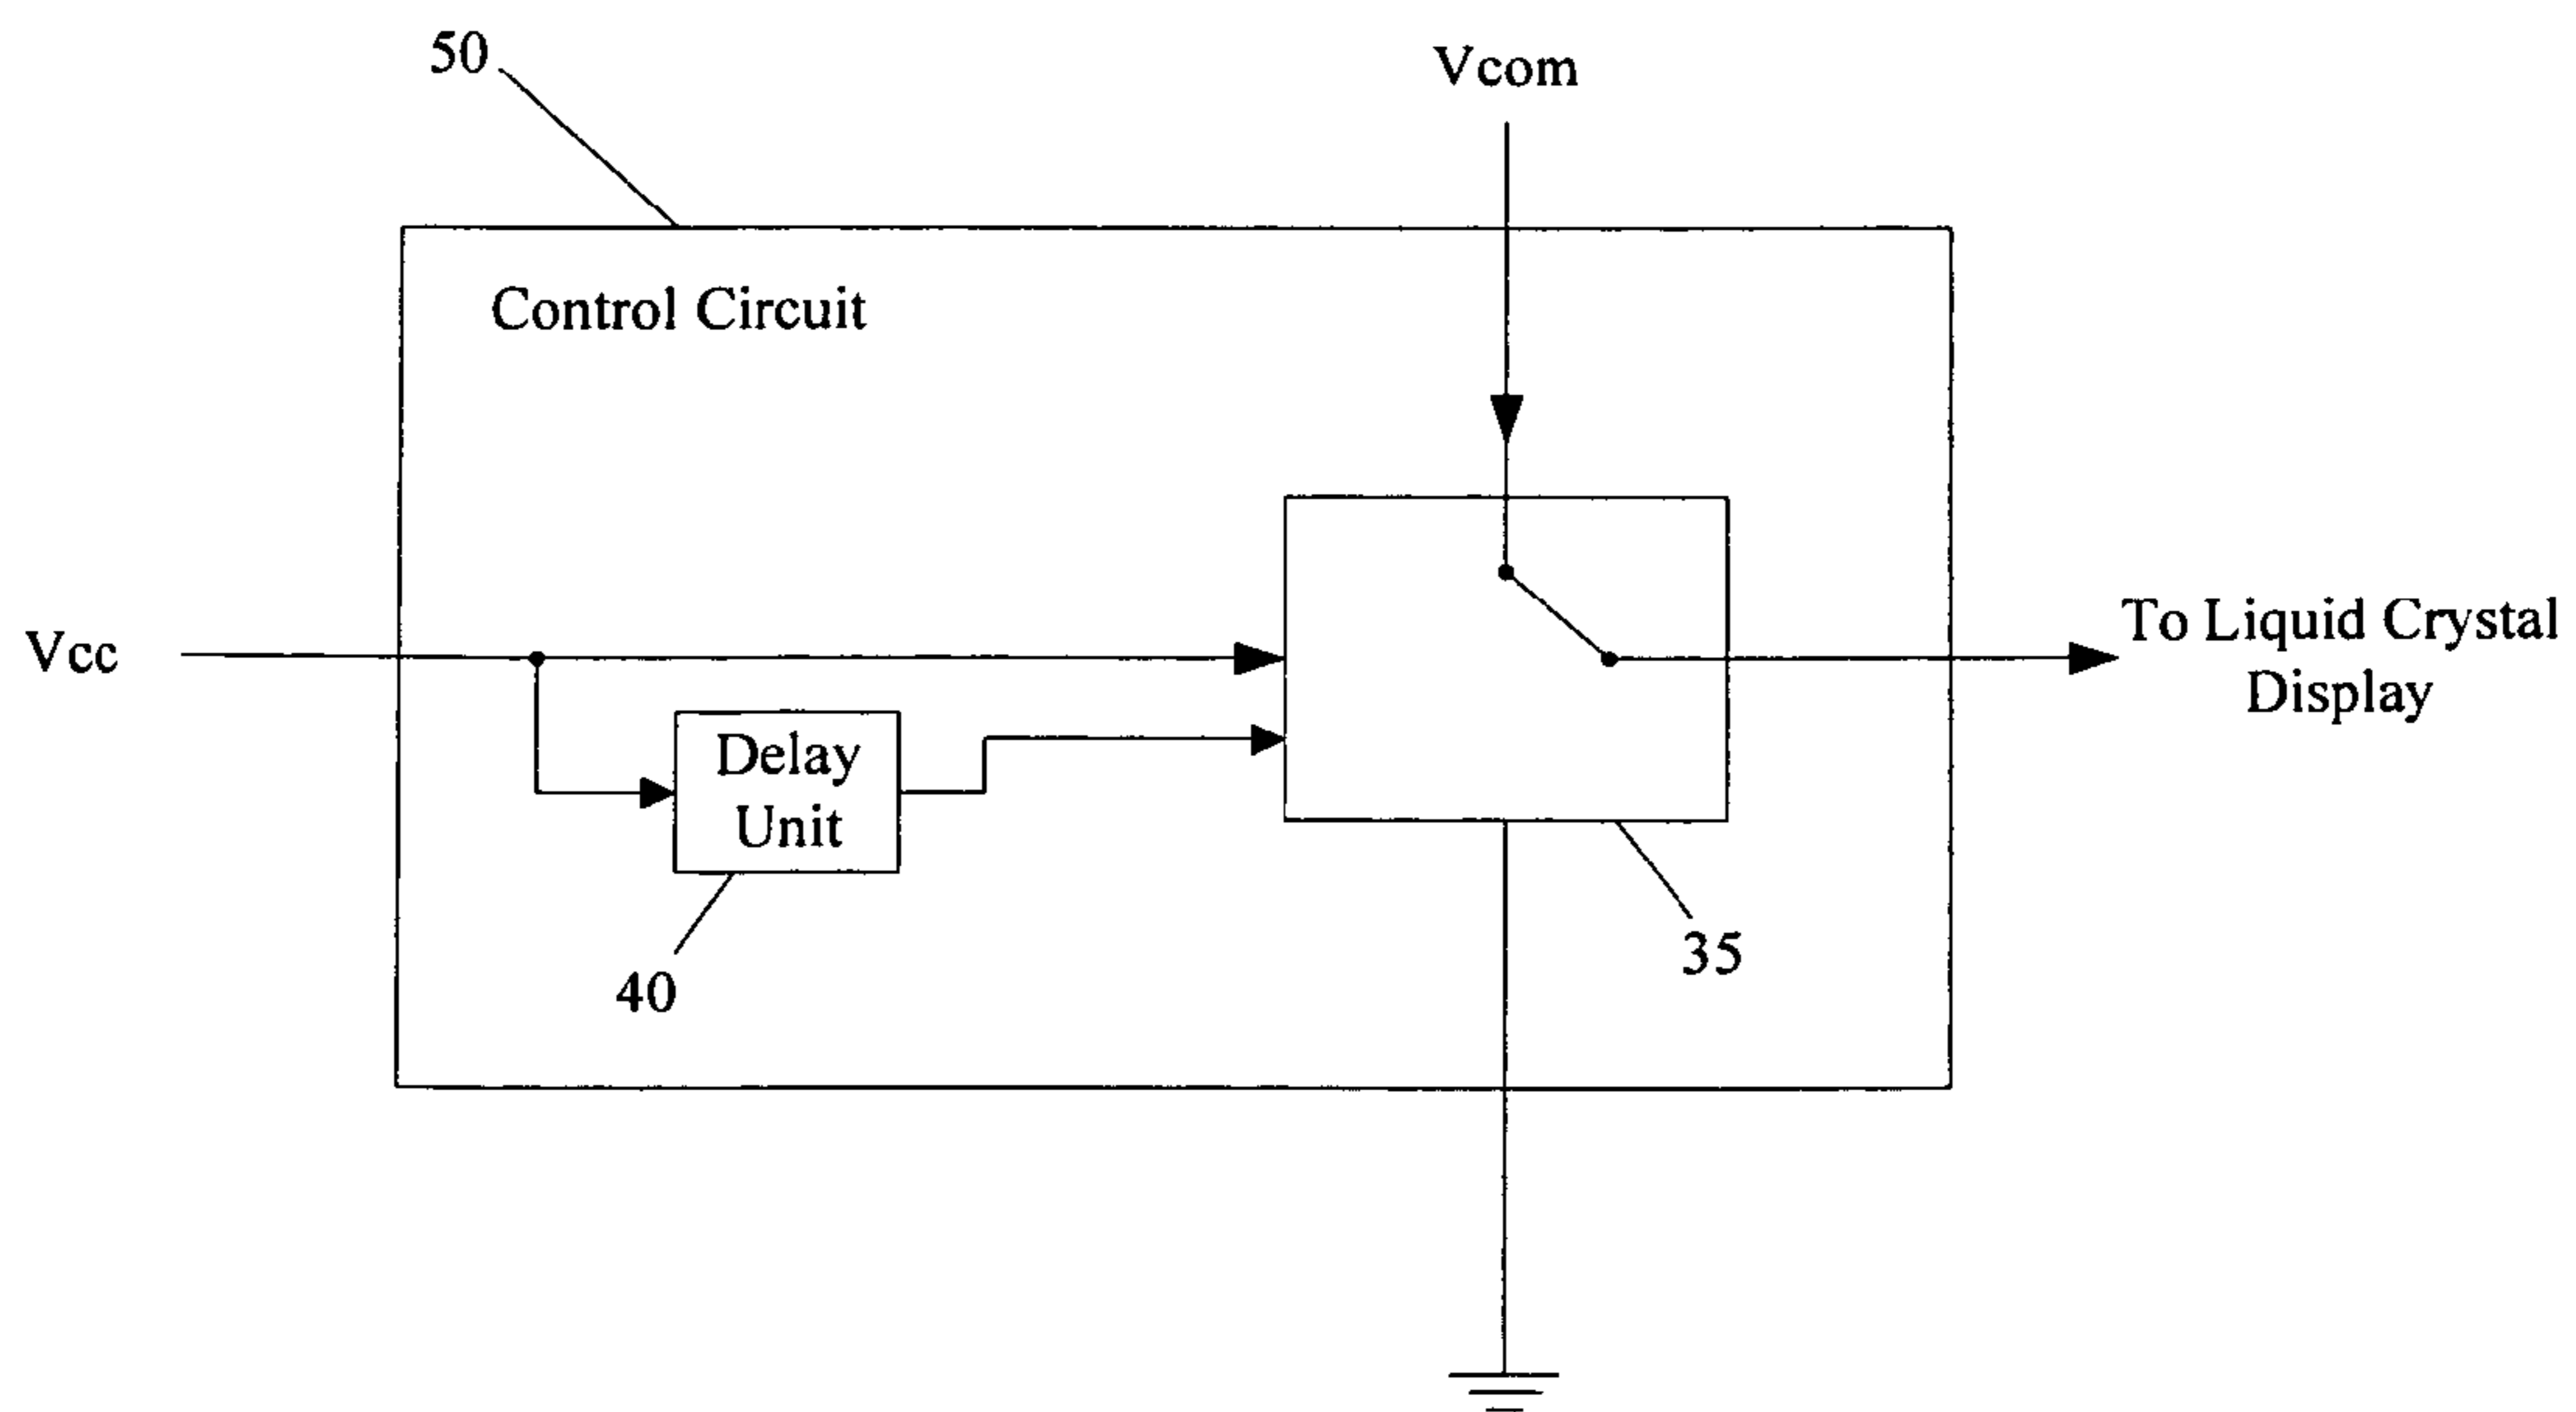 50
Vcom
Control Circuit
Vcc
To Liquid Crystal
Display
Delay
Unit
35
40